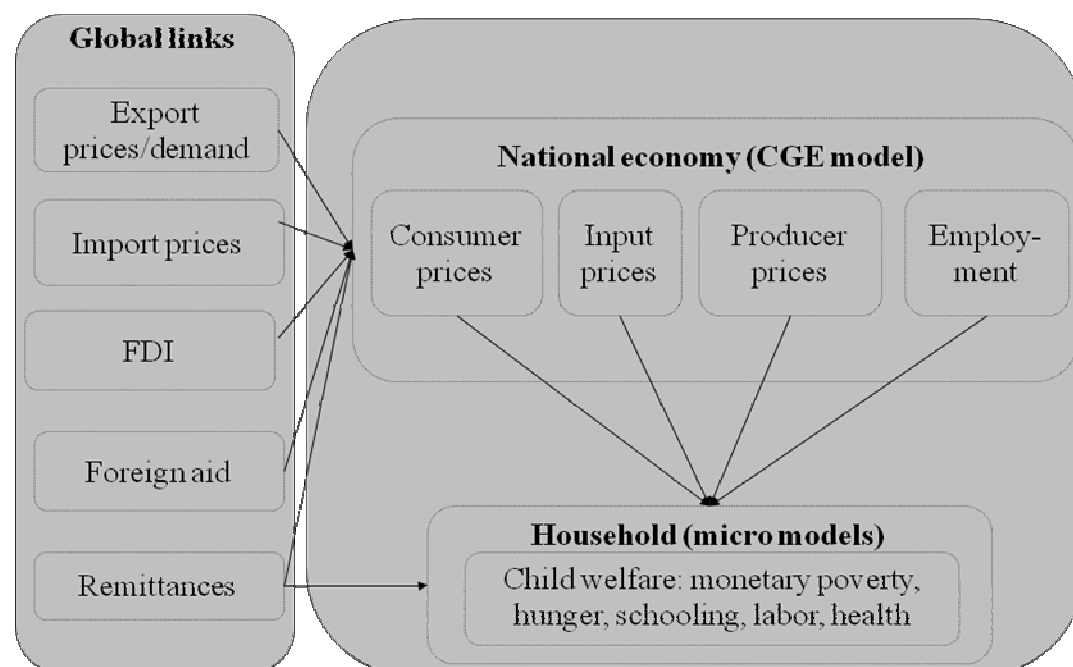 Global links
Export
prices/demand
Import prices
FDI
Foreign aid
Remittances
National economy (CGE model)
Consumer
prices
Input
prices
Producer
prices
Employ-
ment
Household (micro models)
Child welfare: monetary poverty,
hunger, schooling, labor, health